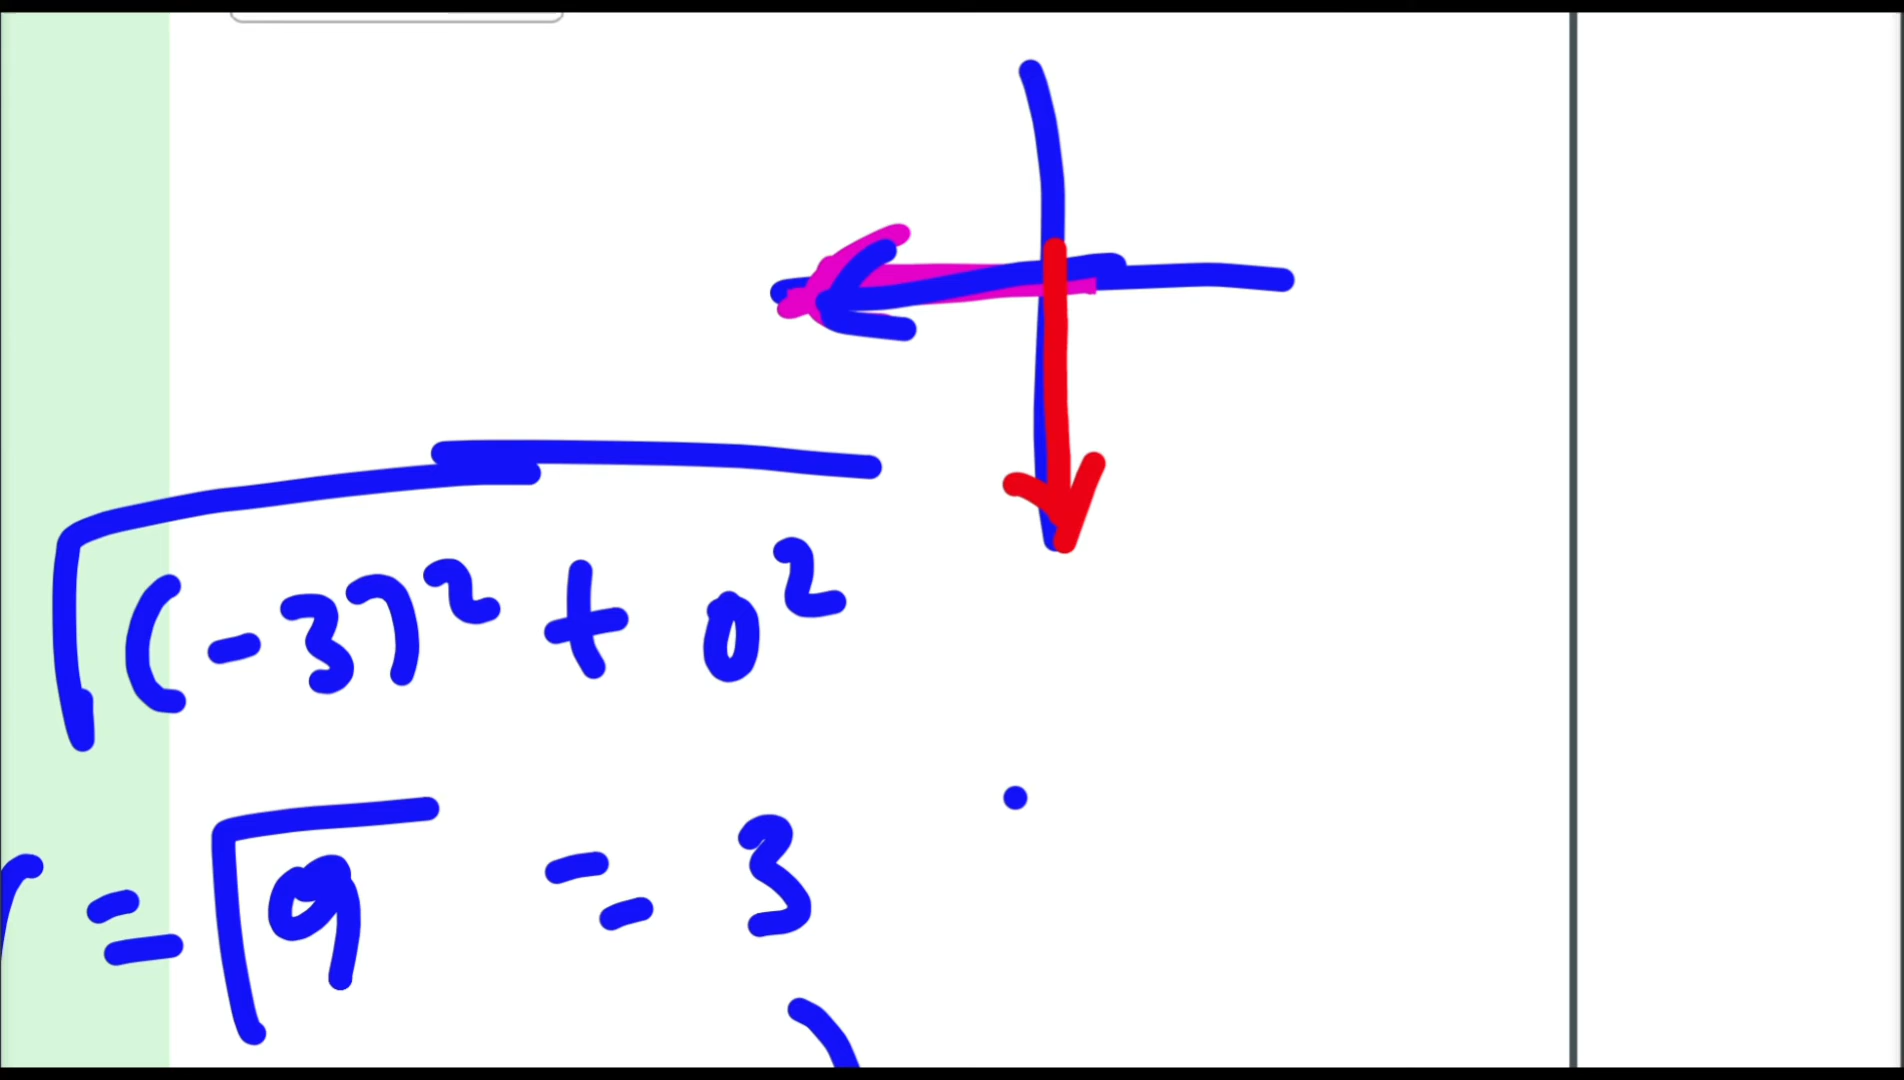 √((-3)² + 0²
r = √9 = 3